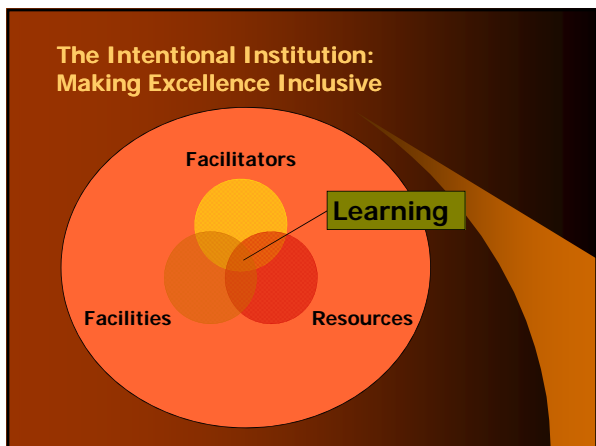 The Intentional Institution:
Making Excellence Inclusive
Facilitators
Learning
Facilities
Resources